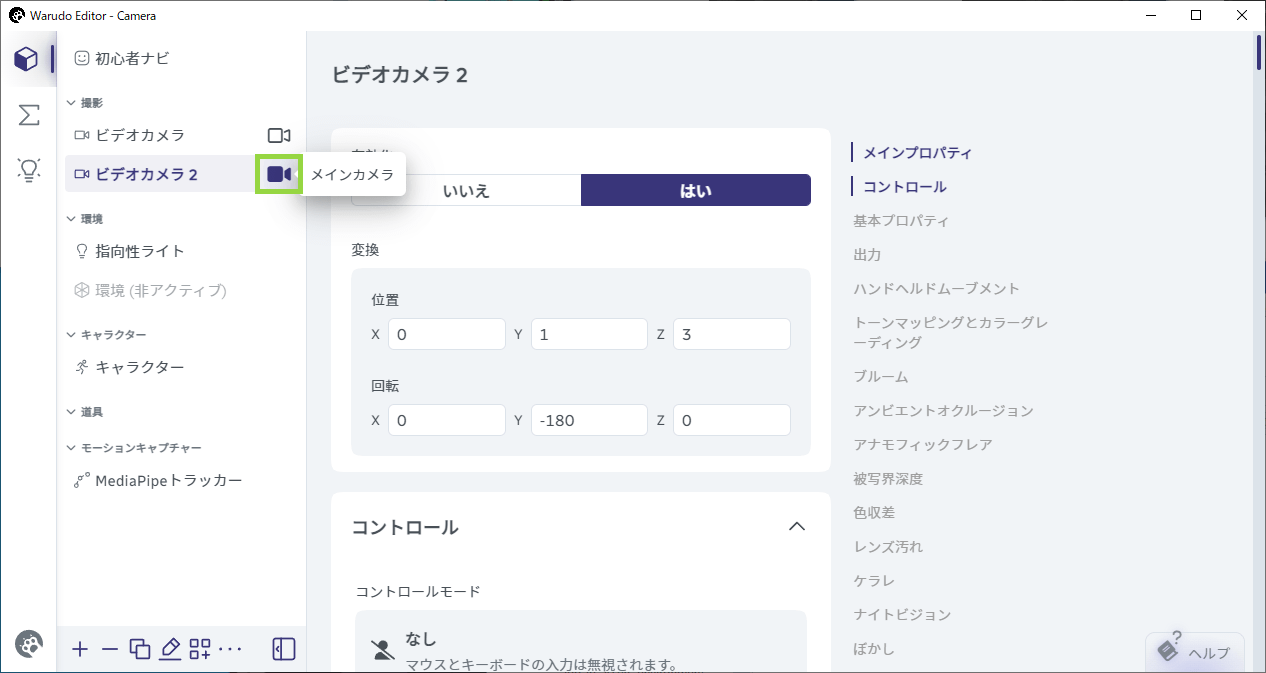 Warudo Editor - Camera
初心者ナビ
撮影
ビデオカメラ
ビデオカメラ 2
メインカメラ
環境
指向性ライト
環境 (非アクティブ)
キャラクター
キャラクター
道具
モーションキャプチャー
MediaPipeトラッカー
ビデオカメラ 2
いいえ
はい
変換
位置
X 0 Y 1 Z 3
回転
X 0 Y -180 Z 0
コントロール
コントロールモード
なし
マウスとキーボードの入力は無視されます。
メインプロパティ
コントロール
基本プロパティ
出力
ハンドヘルドムーブメント
トーンマッピングとカラーグレ
ーディング
ブルーム
アンビエントオクルージョン
アナモフィックフレア
被写界深度
色収差
レンズ汚れ
ケラレ
ナイトビジョン
ぼかし
? ヘルプ